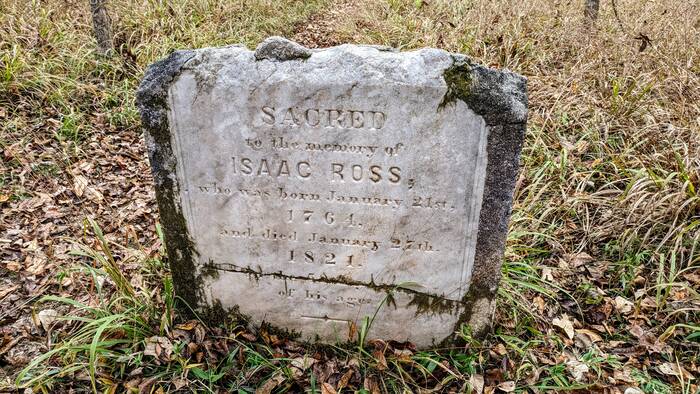 SACRED
to the memory of
ISAAC ROSS,
who was born January 21st.
1764.
and died January 27th.
1821.
of his age